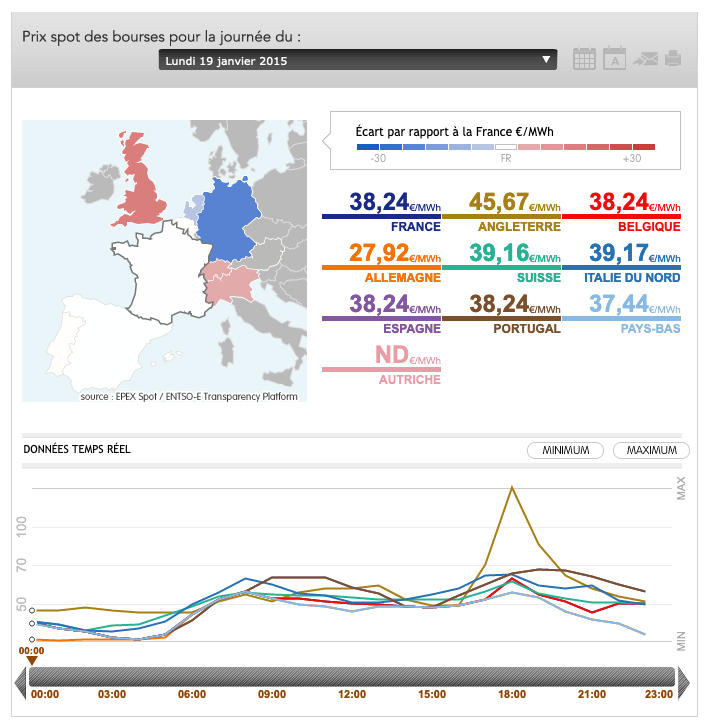 Prix spot des bourses pour la journée du :
Lundi 19 janvier 2015
A
Écart par rapport à la France €/MWh
-30 FR +30
38,24€/MWh 45,67€/MWh 38,24€/MWh
FRANCE ANGLETERRE BELGIQUE
27,92€/MWh 39,16€/MWh 39,17€/MWh
ALLEMAGNE SUISSE ITALIE DU NORD
38,24€/MWh 38,24€/MWh 37,44€/MWh
ESPAGNE PORTUGAL PAYS-BAS
ND€/MWh
AUTRICHE
source : EPEX Spot / ENTSO-E Transparency Platform
DONNÉES TEMPS RÉEL MINIMUM MAXIMUM
MAX
100
70
50
MIN
00:00
00:00 03:00 06:00 09:00 12:00 15:00 18:00 21:00 23:00